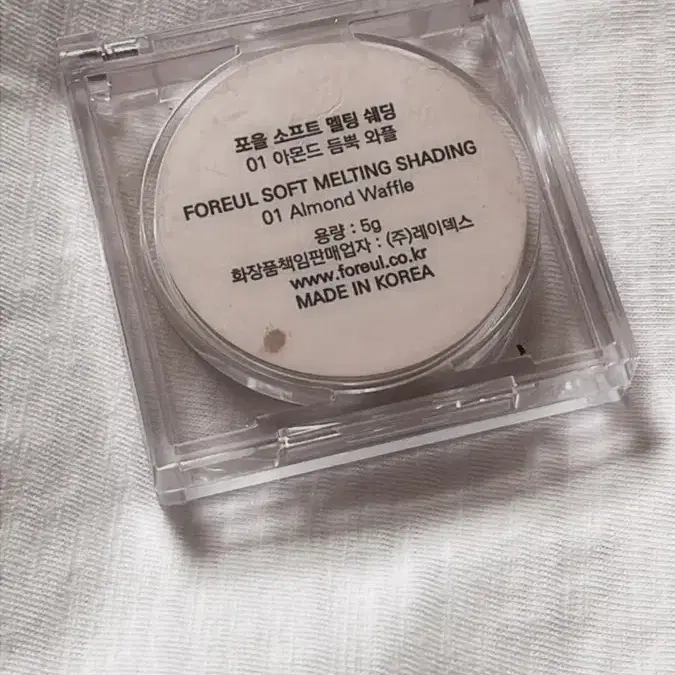 포을 소프트 멜팅 쉐딩
01 아몬드 듬뿍 와플
FOREUL SOFT MELTING SHADING
01 Almond Waffle
용량 : 5g
화장품책임판매업자 : (주)레이덱스
www.foreul.co.kr
MADE IN KOREA